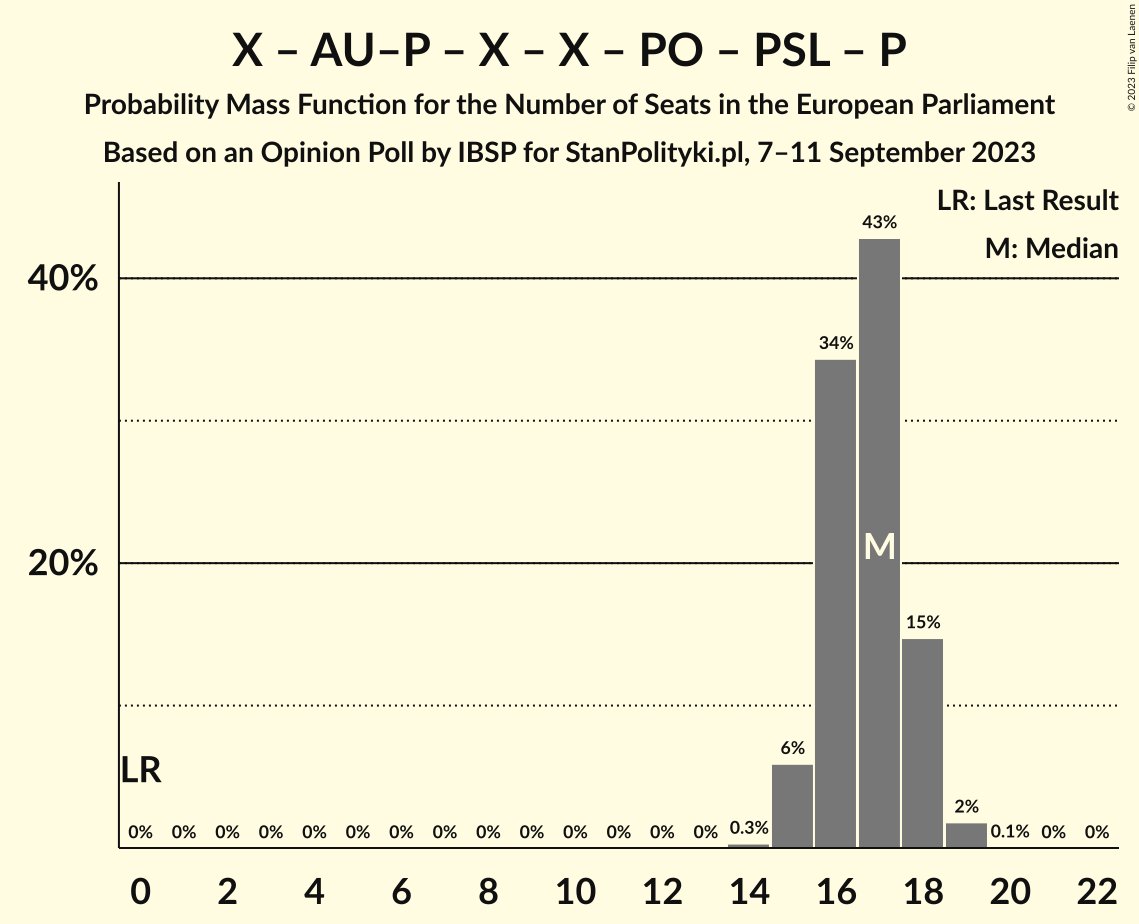 X – AU–P – X – X – PO – PSL – P
Probability Mass Function for the Number of Seats in the European Parliament
Based on an Opinion Poll by IBSP for StanPolityki.pl, 7–11 September 2023
© 2023 Filip van Laenen
LR: Last Result
M: Median
43%
40%
34%
M
20%
15%
6%
LR
2%
0% 0% 0% 0% 0% 0% 0% 0% 0% 0% 0% 0% 0% 0% 0.3% 0.1% 0% 0%
0 2 4 6 8 10 12 14 16 18 20 22